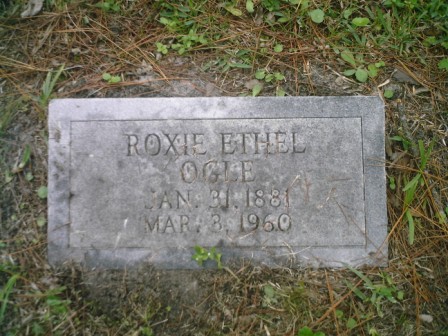 ROXIE ETHEL
OGLE
JAN. 31. 1881
MAR. 3. 1960